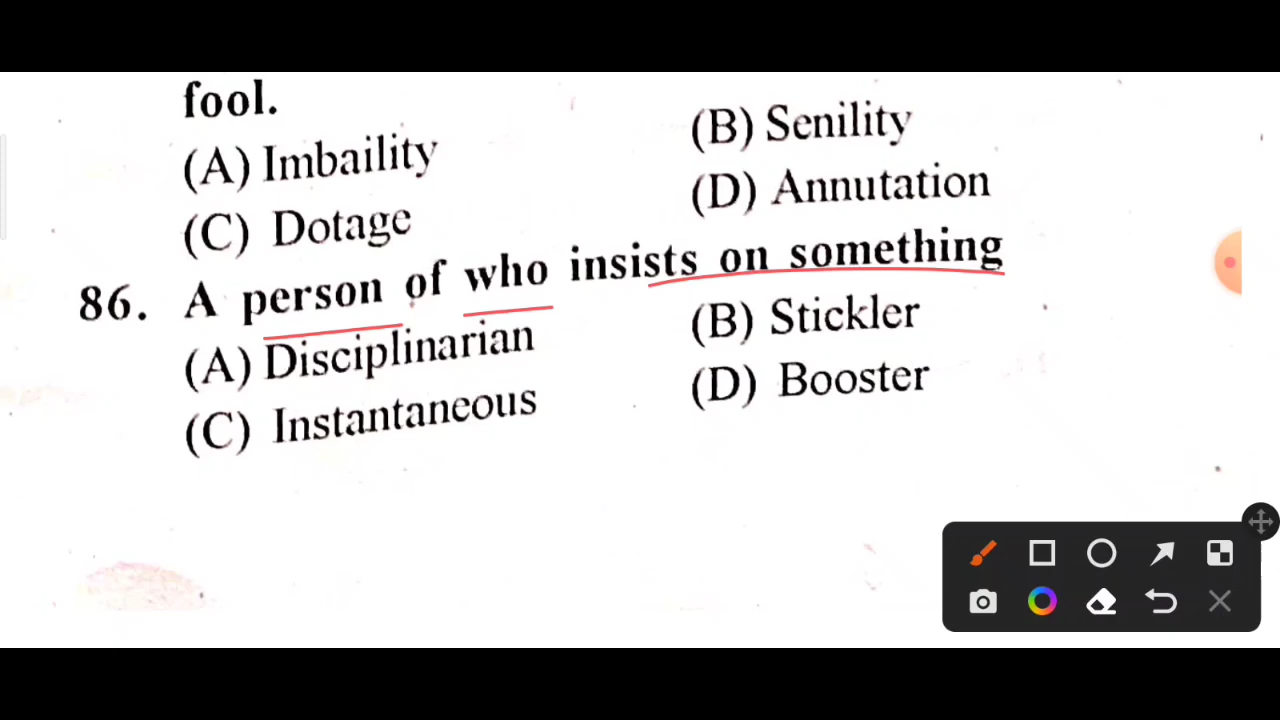 fool.
(A) Imbaility (B) Senility
(C) Dotage (D) Annutation
86. A person of who insists on something
(A) Disciplinarian (B) Stickler
(C) Instantaneous (D) Booster